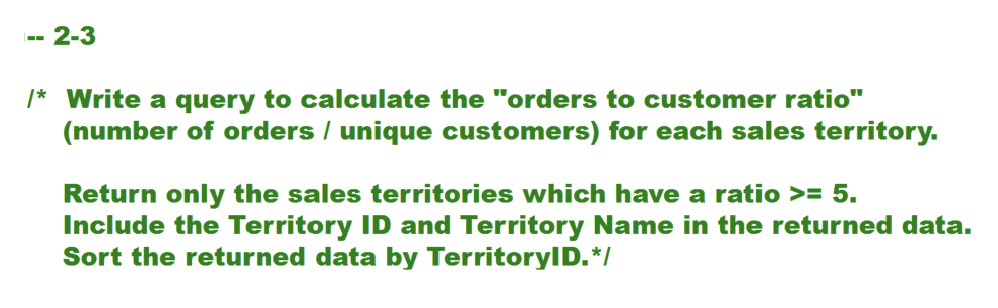 -- 2-3
/* Write a query to calculate the "orders to customer ratio"
(number of orders / unique customers) for each sales territory.
Return only the sales territories which have a ratio >= 5.
Include the Territory ID and Territory Name in the returned data.
Sort the returned data by TerritoryID.*/